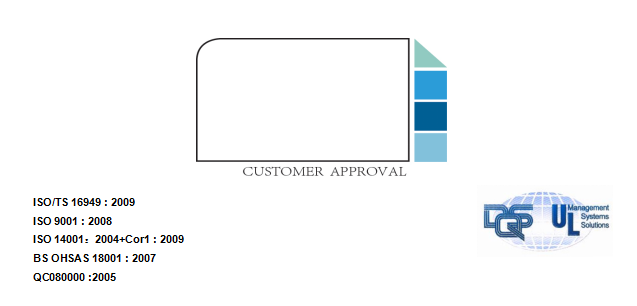 CUSTOMER APPROVAL
ISO/TS 16949 : 2009
ISO 9001 : 2008
ISO 14001：2004+Cor1 : 2009
BS OHSAS 18001 : 2007
QC080000 :2005
DQS UL Management
Systems
Solutions